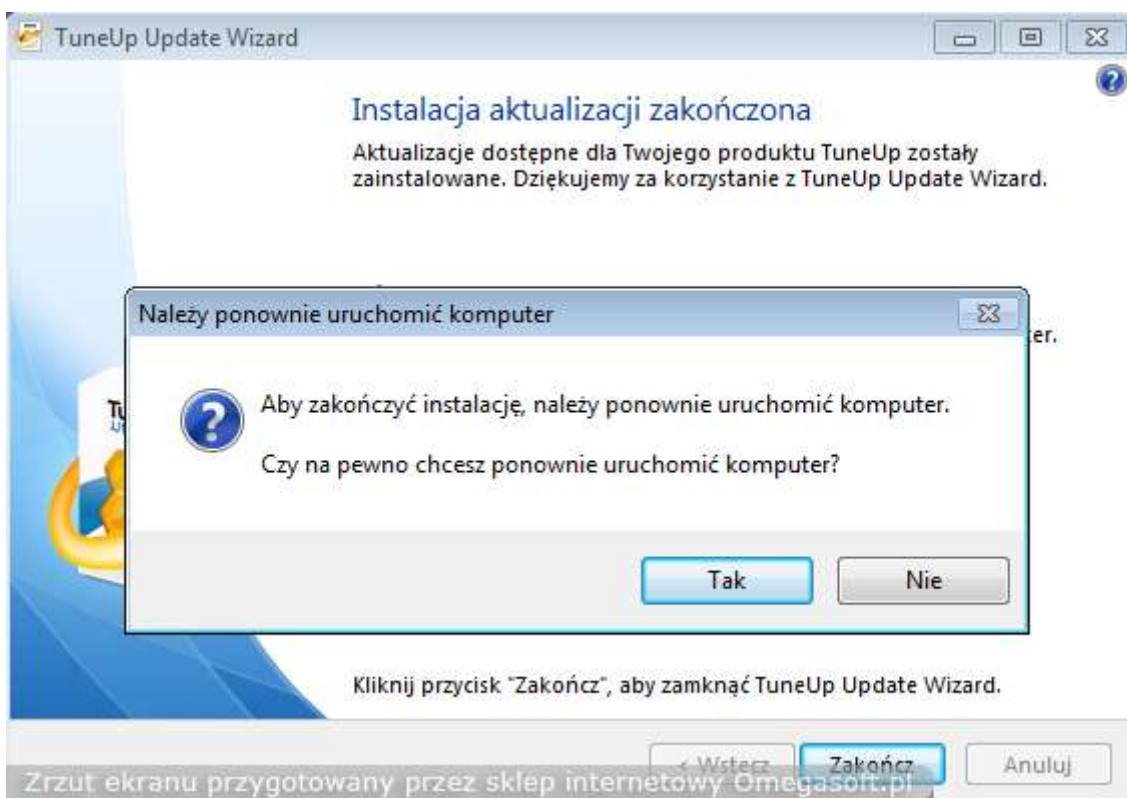 TuneUp Update Wizard
Instalacja aktualizacji zakończona
Aktualizacje dostępne dla Twojego produktu TuneUp zostały
zainstalowane. Dziękujemy za korzystanie z TuneUp Update Wizard.
Należy ponownie uruchomić komputer
Aby zakończyć instalację, należy ponownie uruchomić komputer.
Czy na pewno chcesz ponownie uruchomić komputer?
Tak
Nie
Kliknij przycisk "Zakończ", aby zamknąć TuneUp Update Wizard.
< Wstecz
Zakończ
Anuluj
Zrzut ekranu przygotowany przez sklep internetowy Omegasoft.pl